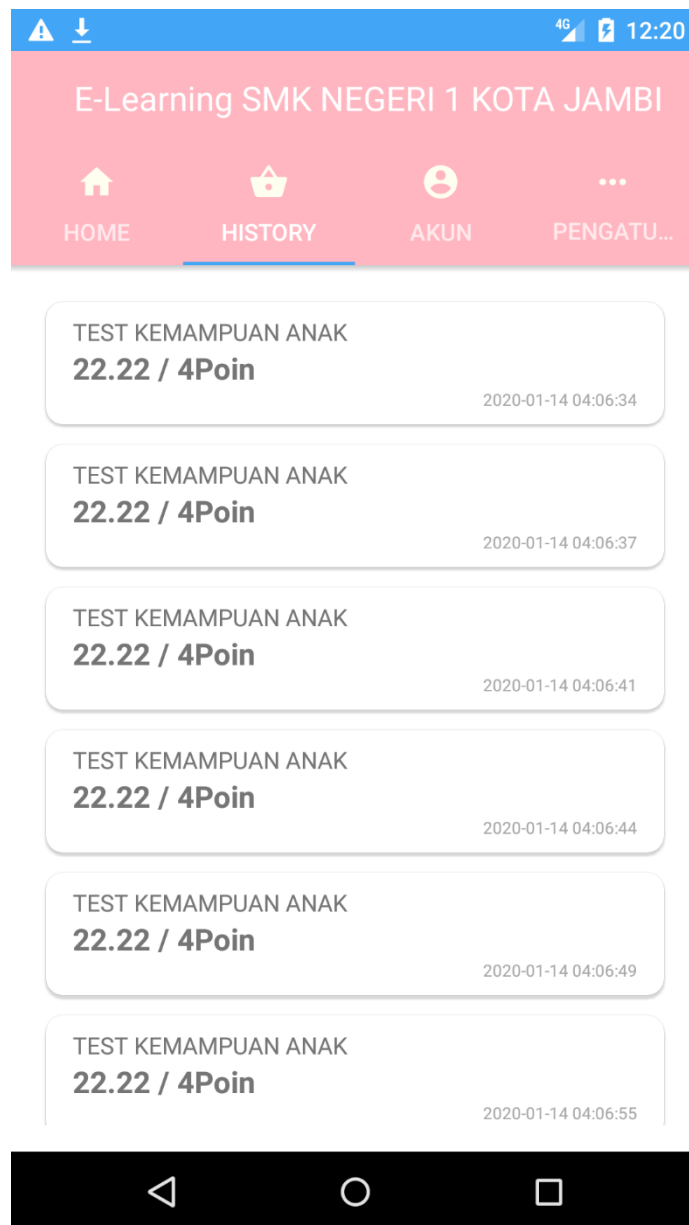 4G 12:20
E-Learning SMK NEGERI 1 KOTA JAMBI
HOME HISTORY AKUN PENGATU...
TEST KEMAMPUAN ANAK
22.22 / 4Poin
2020-01-14 04:06:34
TEST KEMAMPUAN ANAK
22.22 / 4Poin
2020-01-14 04:06:37
TEST KEMAMPUAN ANAK
22.22 / 4Poin
2020-01-14 04:06:41
TEST KEMAMPUAN ANAK
22.22 / 4Poin
2020-01-14 04:06:44
TEST KEMAMPUAN ANAK
22.22 / 4Poin
2020-01-14 04:06:49
TEST KEMAMPUAN ANAK
22.22 / 4Poin
2020-01-14 04:06:55